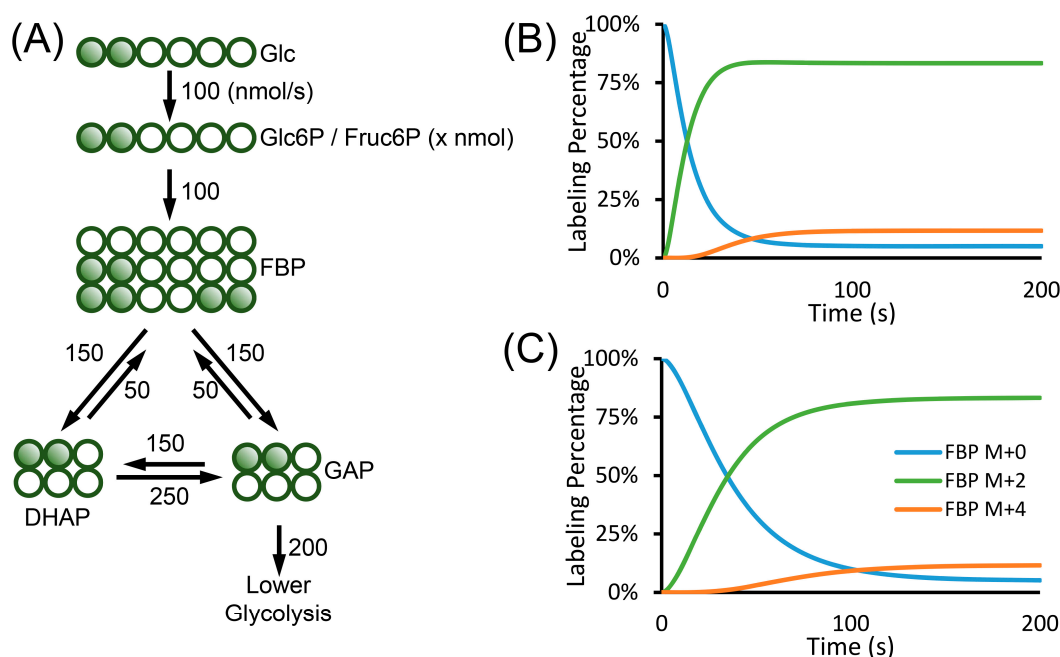 (A)
Glc
100 (nmol/s)
Glc6P / Fruc6P (x nmol)
100
FBP
150
50
150
50
150
250
DHAP
GAP
200
Lower
Glycolysis
(B)
Labeling Percentage
100%
75%
50%
25%
0%
0
100
200
Time (s)
(C)
Labeling Percentage
100%
75%
50%
25%
0%
FBP M+0
FBP M+2
FBP M+4
0
100
200
Time (s)